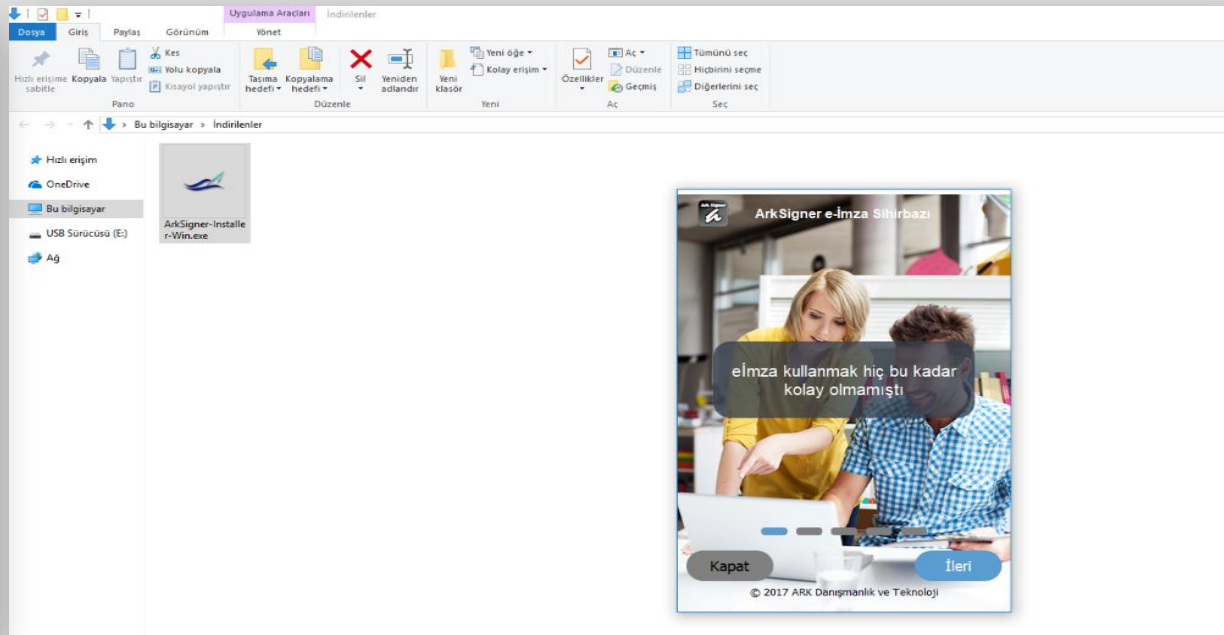 Uygulama Araçları İndirilenler
Dosya Giriş Paylaş Görünüm Yönet
Hızlı erişime sabitle
Kopyala
Yapıştır
Kes
Yolu kopyala
Kısayol yapıştır
Pano
Taşıma hedefi
Kopyalama hedefi
Sil
Yeniden adlandır
Düzenle
Yeni klasör
Yeni öğe
Kolay erişim
Yeni
Özellikler
Aç
Düzenle
Geçmiş
Aç
Tümünü seç
Hiçbirini seçme
Diğerlerini seç
Seç
Bu bilgisayar > İndirilenler
Hızlı erişim
OneDrive
Bu bilgisayar
USB Sürücüsü (E:)
Ağ
ArkSigner-Installe
r-Win.exe
Ark Signer
ArkSigner e-İmza Sihirbazı
eİmza kullanmak hiç bu kadar
kolay olmamıştı
Kapat İleri
© 2017 ARK Danışmanlık ve Teknoloji